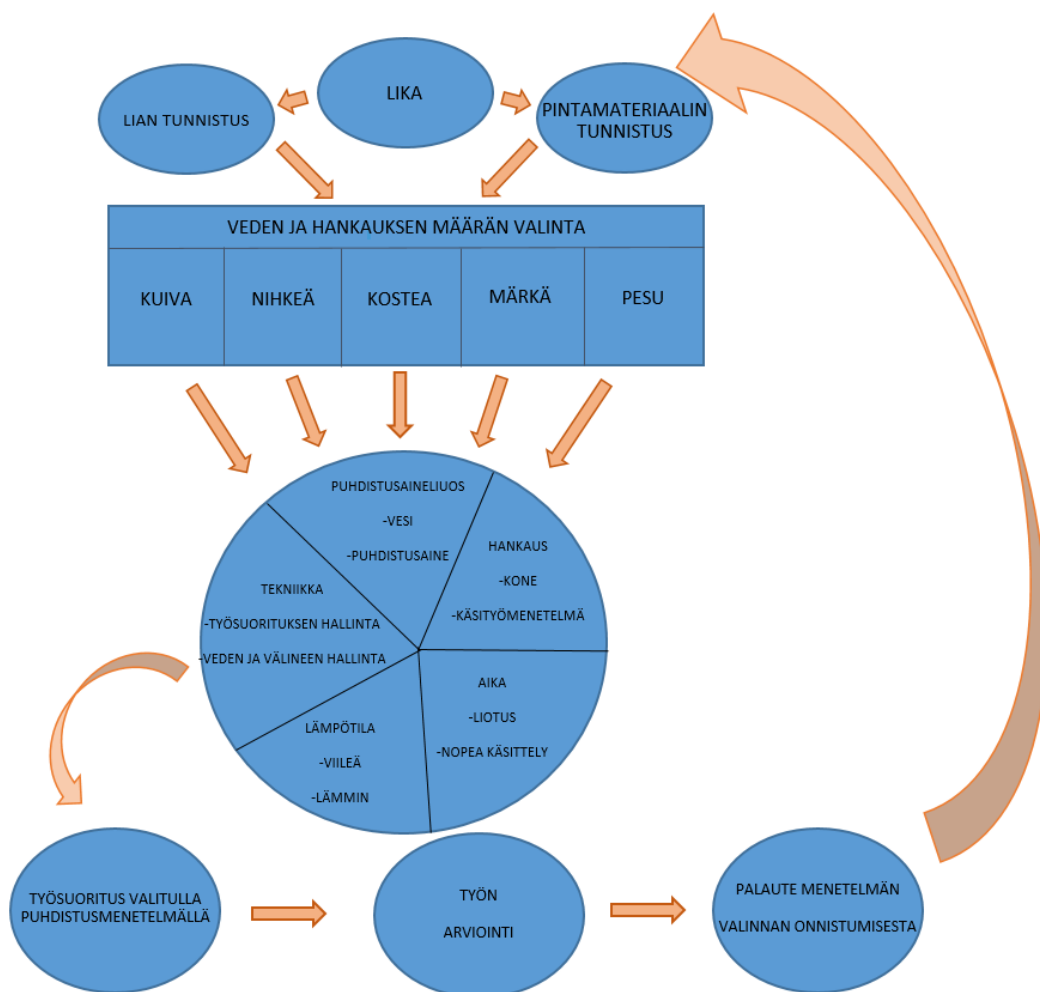 LIKA
LIAN TUNNISTUS
PINTAMATERIAALIN
TUNNISTUS
VEDEN JA HANKAUKSEN MÄÄRÄN VALINTA
KUIVA
NIHKEÄ
KOSTEA
MÄRKÄ
PESU
PUHDISTUSAINELIUOS
-VESI
-PUHDISTUSAINE
HANKAUS
-KONE
-KÄSITYÖMENETELMÄ
TEKNIIKKA
-TYÖSUORITUKSEN HALLINTA
-VEDEN JA VÄLINEEN HALLINTA
AIKA
-LIOTUS
-NOPEA KÄSITTELY
LÄMPÖTILA
-VIILEÄ
-LÄMMIN
TYÖSUORITUS VALITULLA
PUHDISTUSMENETELMÄLLÄ
TYÖN
ARVIOINTI
PALAUTE MENETELMÄN
VALINNAN ONNISTUMISESTA